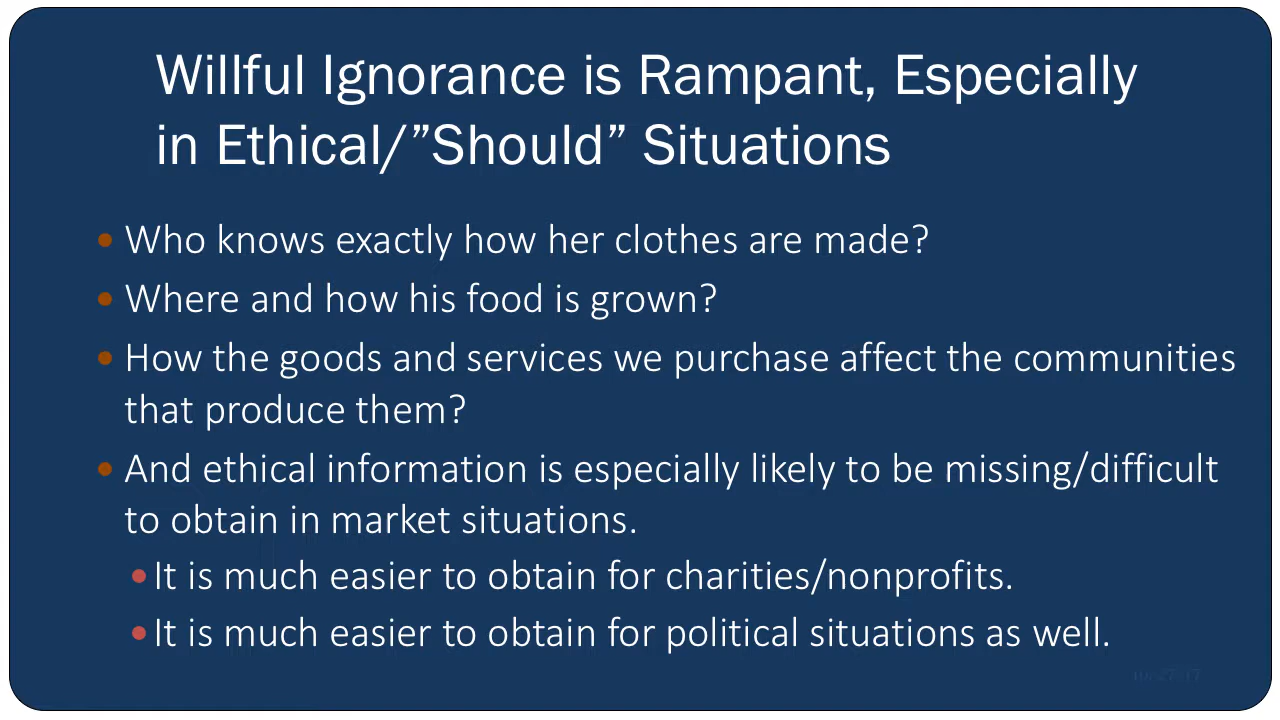 Willful Ignorance is Rampant, Especially
in Ethical/”Should” Situations
• Who knows exactly how her clothes are made?
• Where and how his food is grown?
• How the goods and services we purchase affect the communities
that produce them?
• And ethical information is especially likely to be missing/difficult
to obtain in market situations.
• It is much easier to obtain for charities/nonprofits.
• It is much easier to obtain for political situations as well.